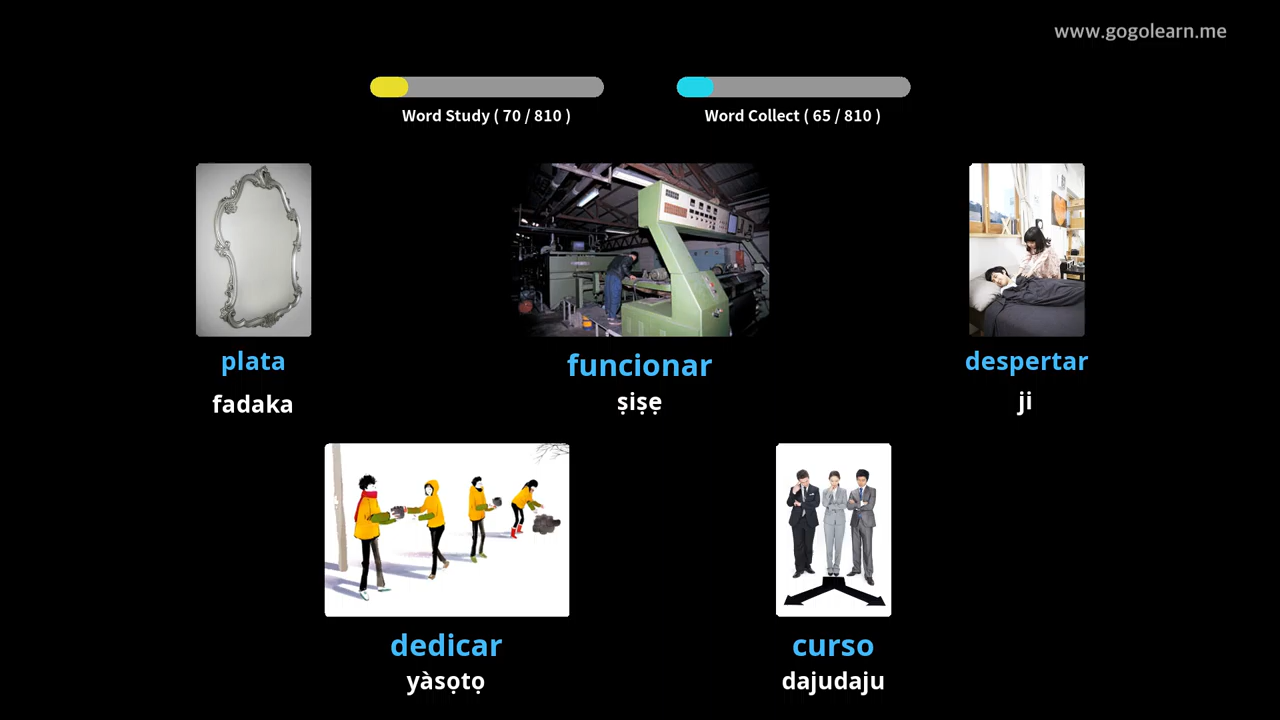 www.gogolearn.me
Word Study ( 70 / 810 )
Word Collect ( 65 / 810 )
plata
funcionar
despertar
fadaka
ṣiṣẹ
ji
dedicar
curso
yàsọtọ
dajudaju